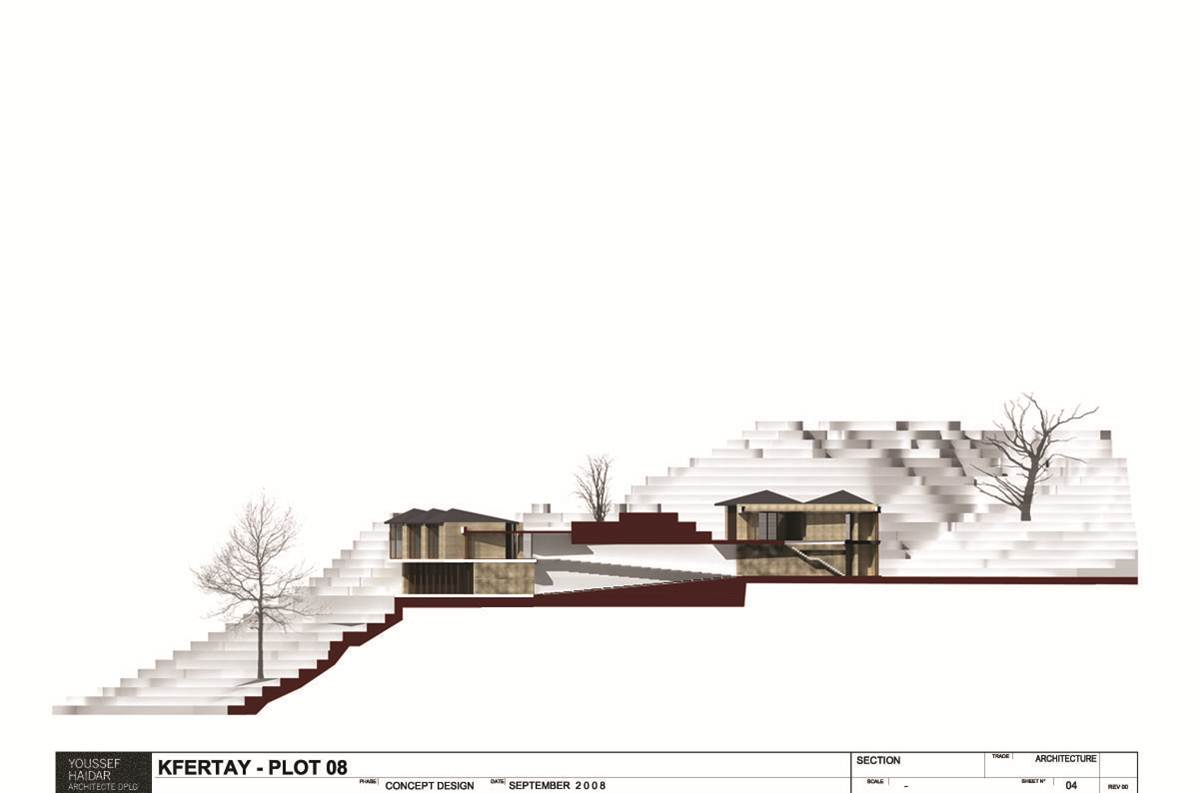 YOUSSEF
HAIDAR
ARCHITECTE DPLG
KFERTAY - PLOT 08
PHASE CONCEPT DESIGN DATE SEPTEMBER 2008
SECTION
TRADE ARCHITECTURE
SCALE -
SHEET N° 04
REV 00